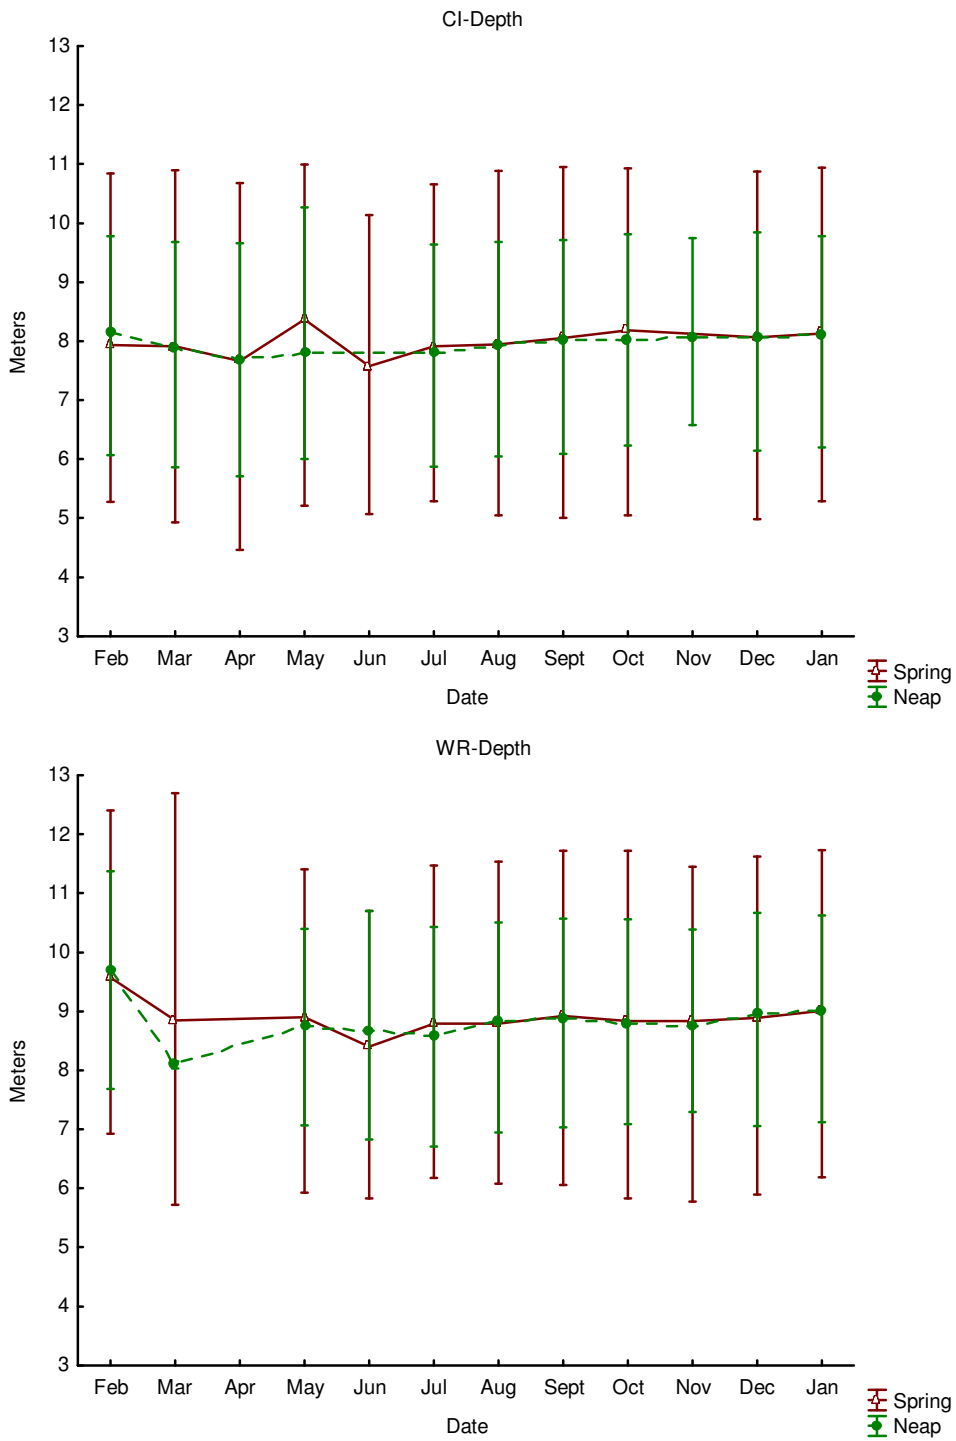 CI-Depth
13
12
11
10
9
8
7
6
5
4
3
Meters
Feb Mar Apr May Jun Jul Aug Sept Oct Nov Dec Jan
Date
Spring
Neap
WR-Depth
13
12
11
10
9
8
7
6
5
4
3
Meters
Feb Mar Apr May Jun Jul Aug Sept Oct Nov Dec Jan
Date
Spring
Neap